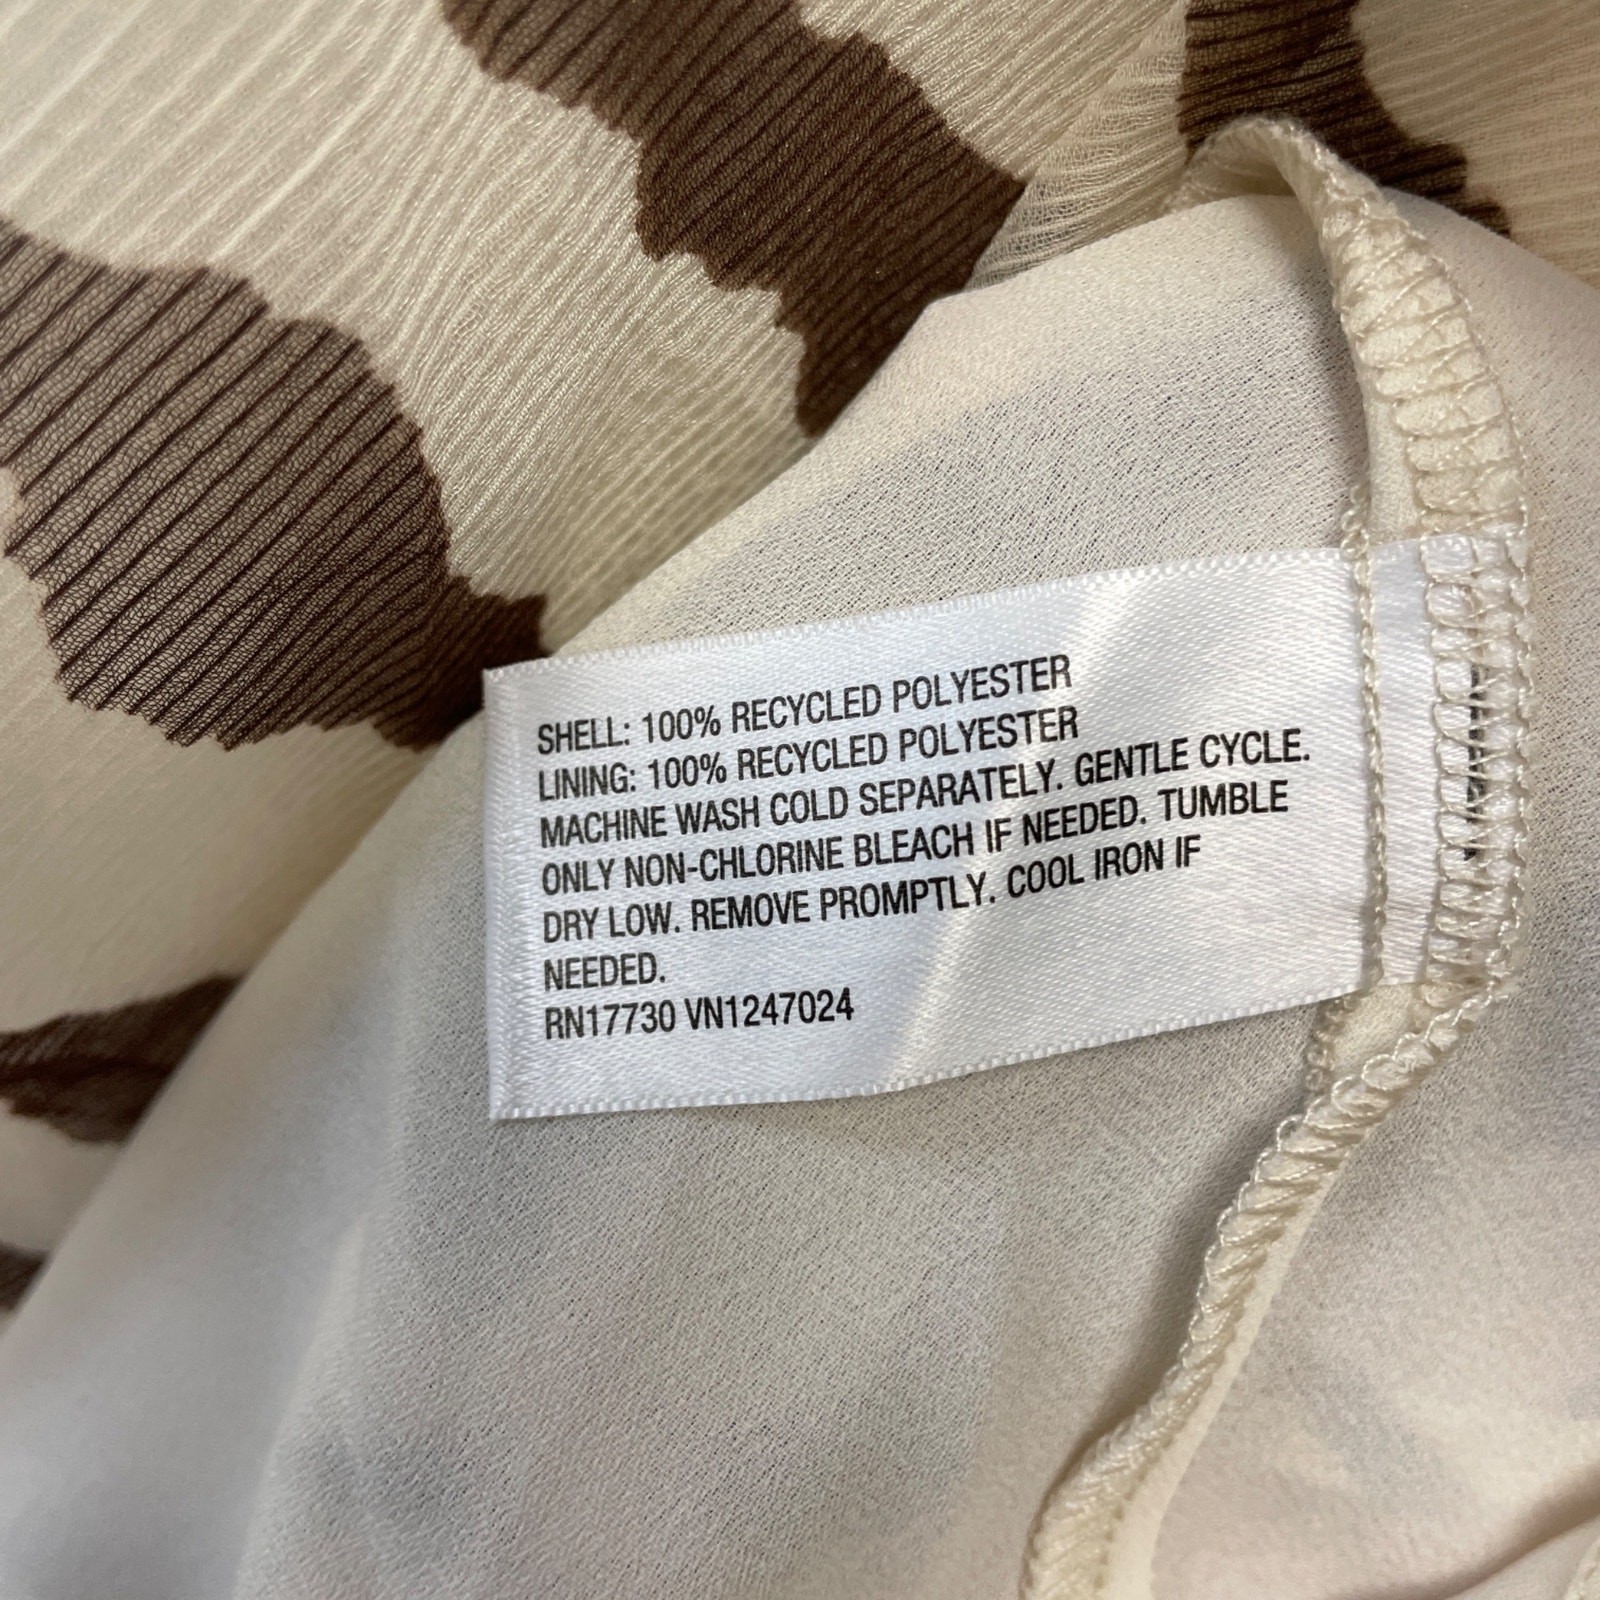 SHELL: 100% RECYCLED POLYESTER
LINING: 100% RECYCLED POLYESTER
MACHINE WASH COLD SEPARATELY. GENTLE CYCLE.
ONLY NON-CHLORINE BLEACH IF NEEDED. TUMBLE
DRY LOW. REMOVE PROMPTLY. COOL IRON IF
NEEDED.
RN17730 VN1247024